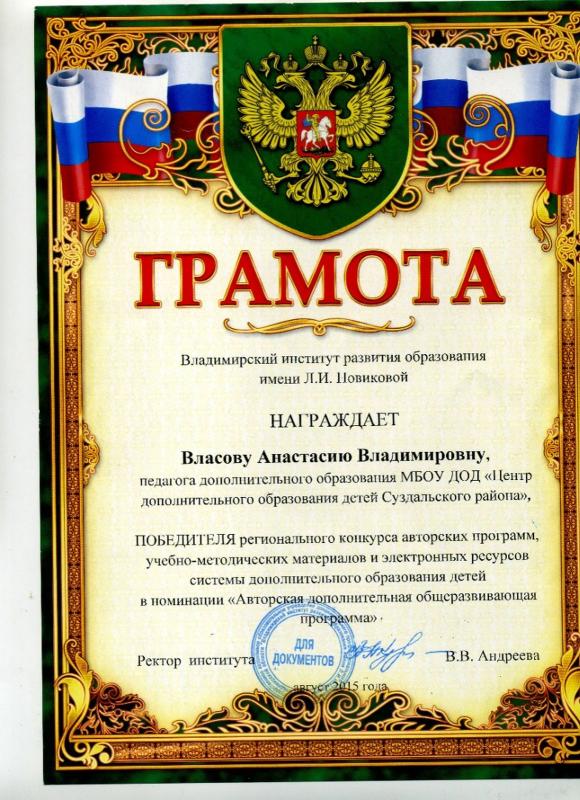 ГРАМОТА
Владимирский институт развития образования
имени Л.И. Новиковой
НАГРАЖДАЕТ
Власову Анастасию Владимировну,
педагога дополнительного образования МБОУ ДОД «Центр
дополнительного образования детей Суздальского района»,
ПОБЕДИТЕЛЯ регионального конкурса авторских программ,
учебно-методических материалов и электронных ресурсов
системы дополнительного образования детей
в номинации «Авторская дополнительная общеразвивающая
программа»
ДЛЯ
ДОКУМЕНТОВ
Ректор института В.В. Андреева
август 2015 года